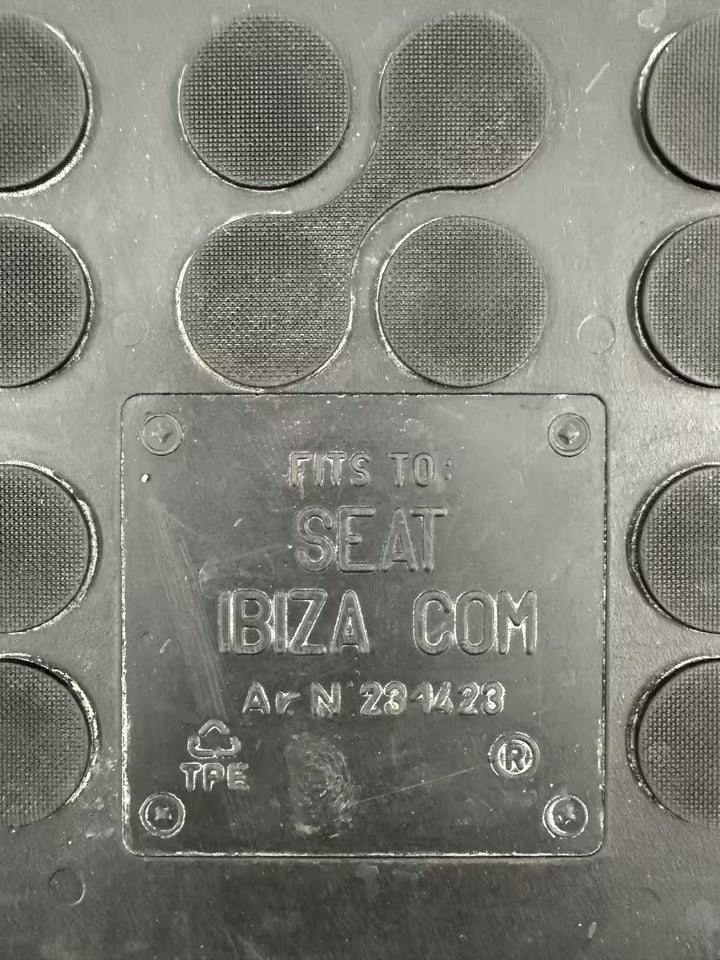 FITS TO:
SEAT
IBIZA COM
Ar N° 231423
TPE
®